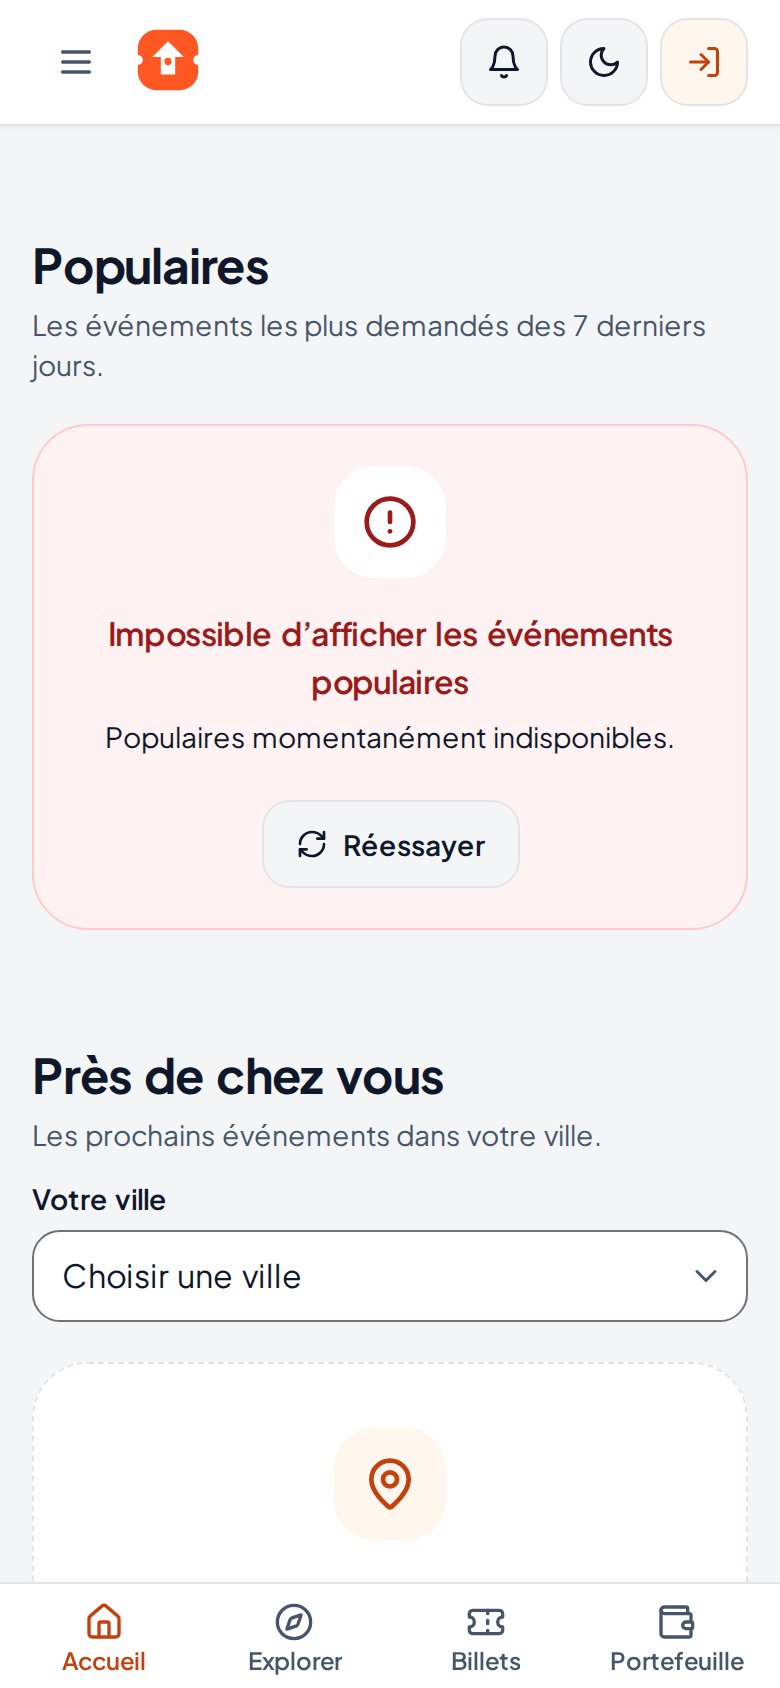 Populaires
Les événements les plus demandés des 7 derniers
jours.
Impossible d’afficher les événements
populaires
Populaires momentanément indisponibles.
Réessayer
Près de chez vous
Les prochains événements dans votre ville.
Votre ville
Choisir une ville
Accueil
Explorer
Billets
Portefeuille